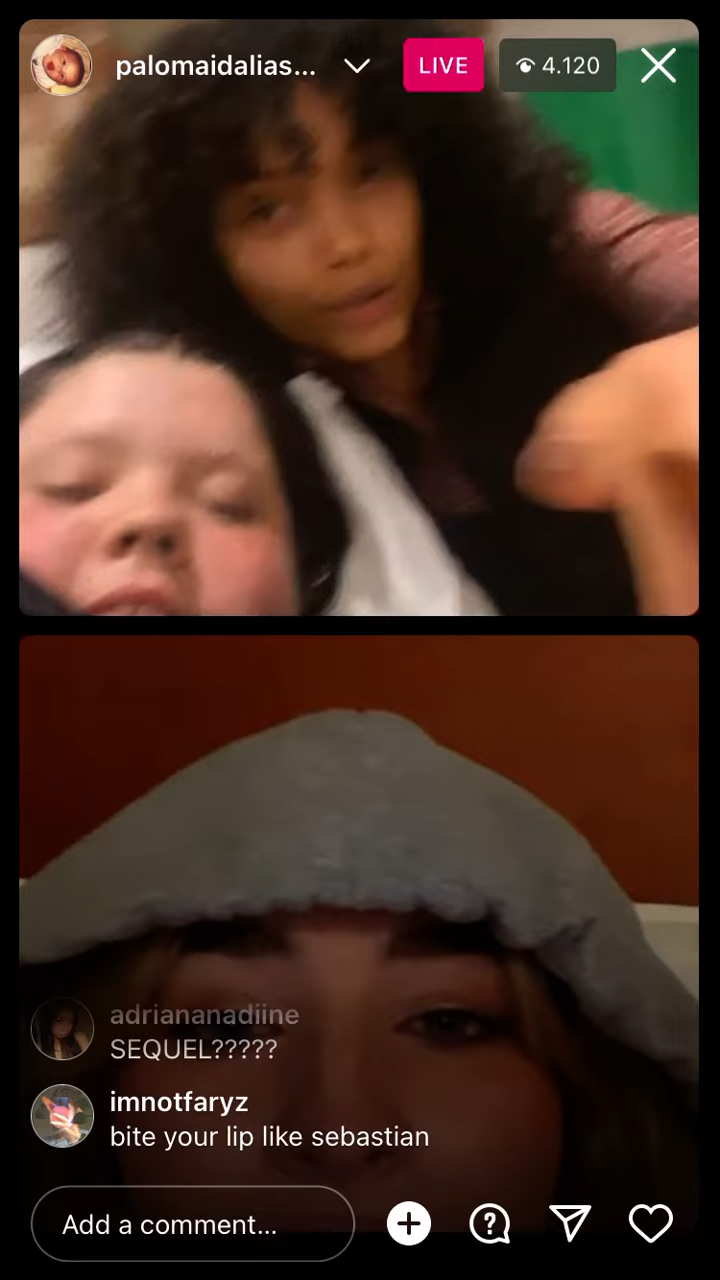 palomaidalias...
LIVE
4.120
adriananadiine
SEQUEL?????
imnotfaryz
bite your lip like sebastian
Add a comment...